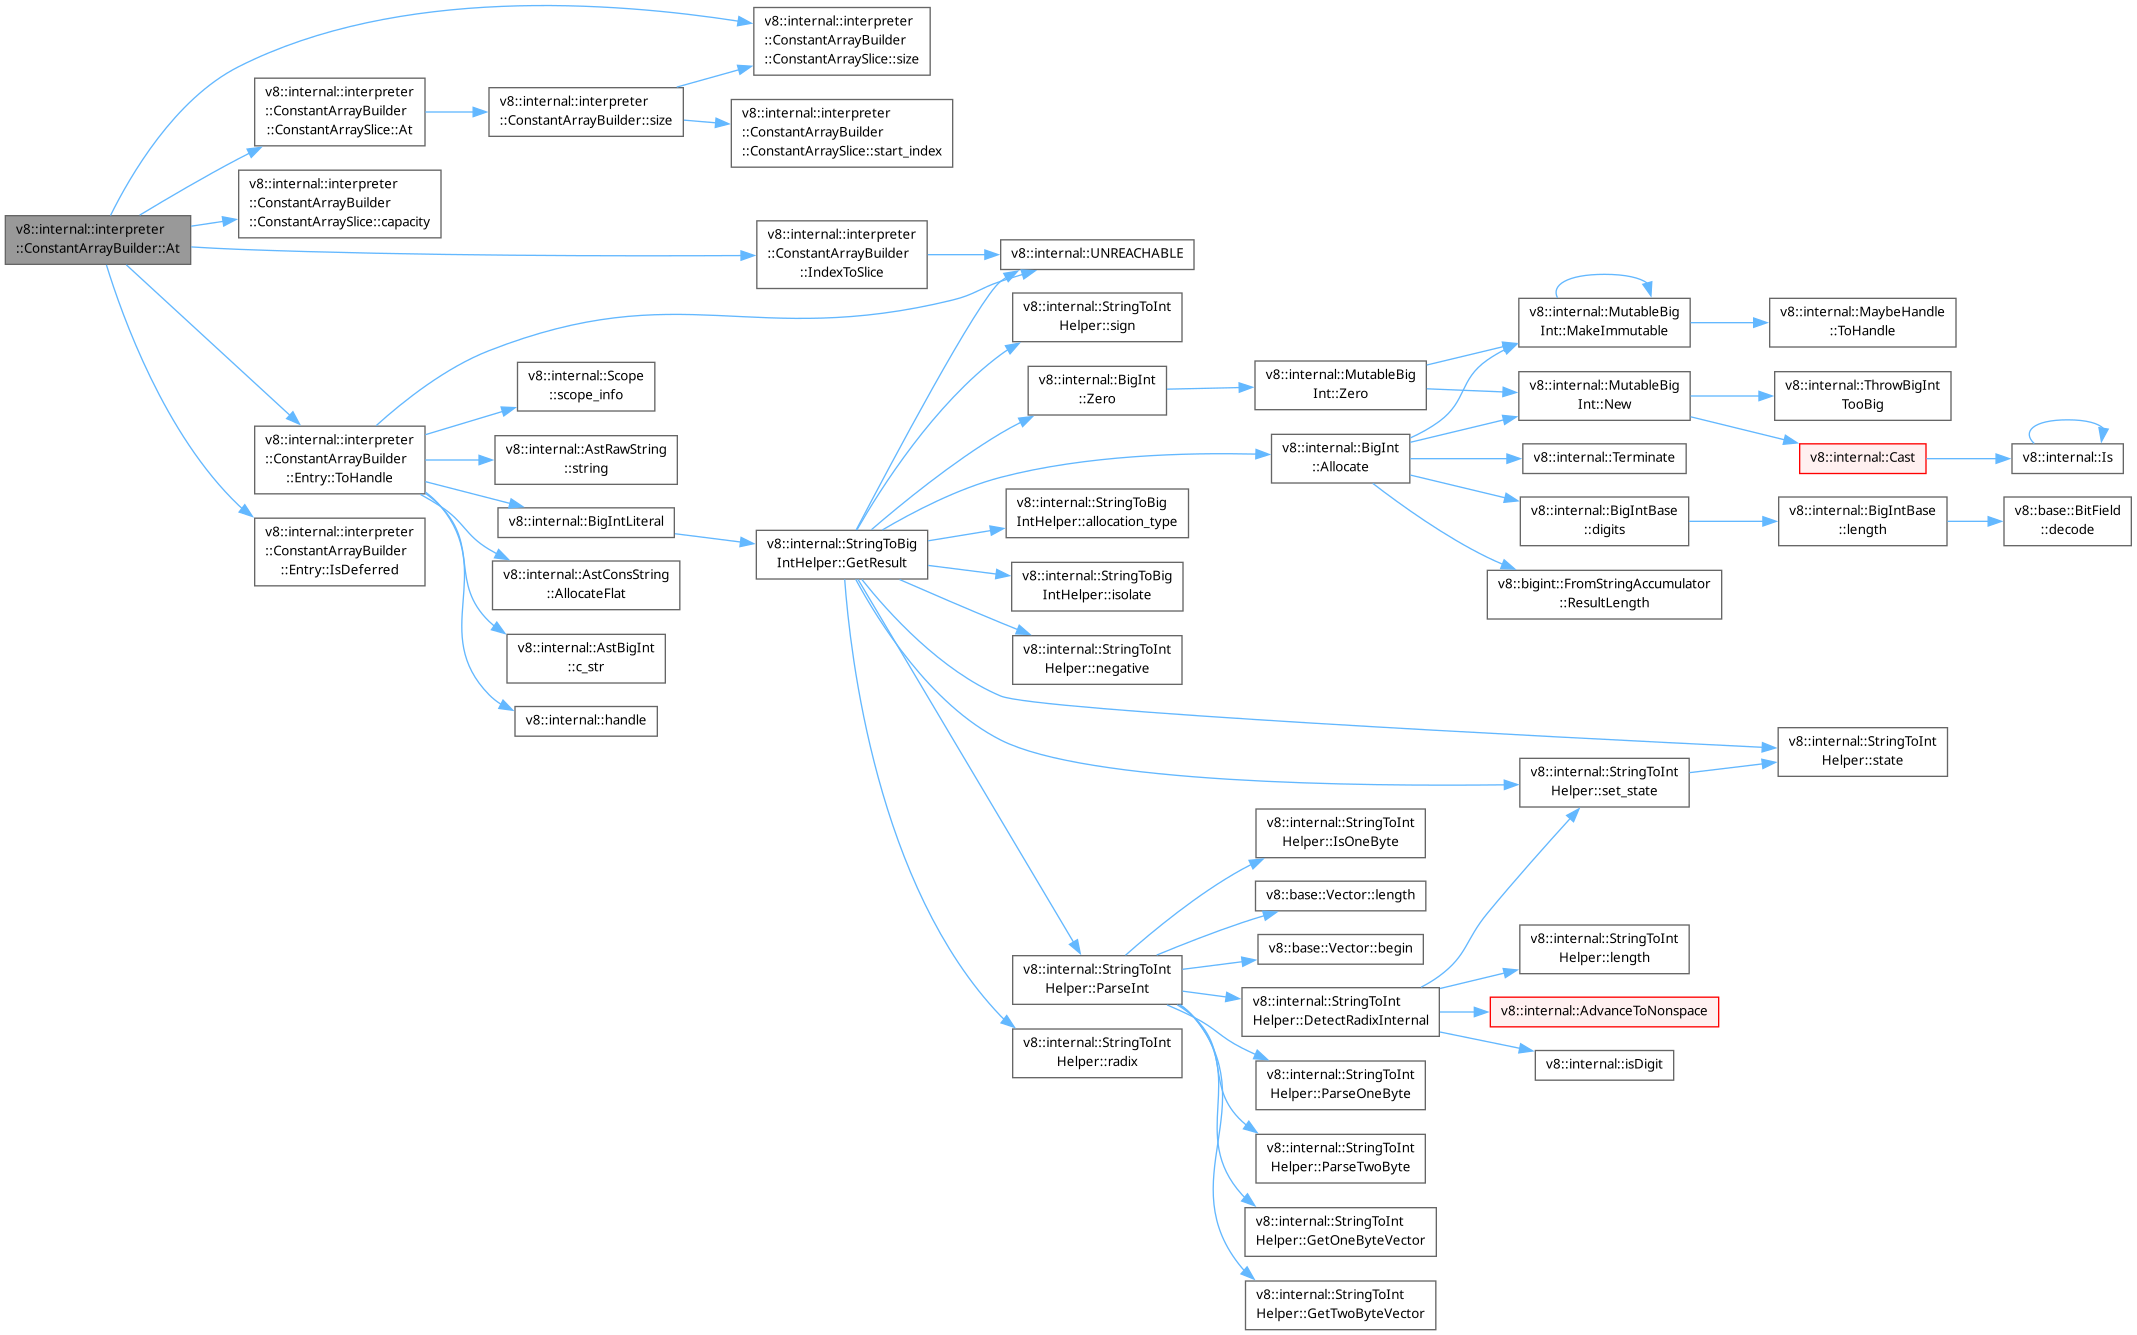 v8::internal::interpreter
::ConstantArrayBuilder::At
v8::internal::interpreter
::ConstantArrayBuilder
::ConstantArraySlice::At
v8::internal::interpreter
::ConstantArrayBuilder
::ConstantArraySlice::capacity
v8::internal::interpreter
::ConstantArrayBuilder
::Entry::ToHandle
v8::internal::interpreter
::ConstantArrayBuilder
::Entry::IsDeferred
v8::internal::interpreter
::ConstantArrayBuilder::size
v8::internal::Scope
::scope_info
v8::internal::AstRawString
::string
v8::internal::BigIntLiteral
v8::internal::AstConsString
::AllocateFlat
v8::internal::AstBigInt
::c_str
v8::internal::handle
v8::internal::interpreter
::ConstantArrayBuilder
::ConstantArraySlice::size
v8::internal::interpreter
::ConstantArrayBuilder
::ConstantArraySlice::start_index
v8::internal::interpreter
::ConstantArrayBuilder
::IndexToSlice
v8::internal::StringToBig
IntHelper::GetResult
v8::internal::UNREACHABLE
v8::internal::StringToInt
Helper::sign
v8::internal::BigInt
::Zero
v8::internal::StringToBig
IntHelper::allocation_type
v8::internal::StringToBig
IntHelper::isolate
v8::internal::StringToInt
Helper::negative
v8::internal::StringToInt
Helper::ParseInt
v8::internal::StringToInt
Helper::radix
v8::internal::MutableBig
Int::Zero
v8::internal::BigInt
::Allocate
v8::internal::StringToInt
Helper::IsOneByte
v8::base::Vector::length
v8::base::Vector::begin
v8::internal::StringToInt
Helper::DetectRadixInternal
v8::internal::StringToInt
Helper::ParseOneByte
v8::internal::StringToInt
Helper::ParseTwoByte
v8::internal::StringToInt
Helper::GetOneByteVector
v8::internal::StringToInt
Helper::GetTwoByteVector
v8::internal::MutableBig
Int::MakeImmutable
v8::internal::MutableBig
Int::New
v8::internal::Terminate
v8::internal::BigIntBase
::digits
v8::bigint::FromStringAccumulator
::ResultLength
v8::internal::StringToInt
Helper::set_state
v8::internal::StringToInt
Helper::length
v8::internal::AdvanceToNonspace
v8::internal::isDigit
v8::internal::MaybeHandle
::ToHandle
v8::internal::ThrowBigInt
TooBig
v8::internal::Cast
v8::internal::BigIntBase
::length
v8::internal::StringToInt
Helper::state
v8::internal::Is
v8::base::BitField
::decode